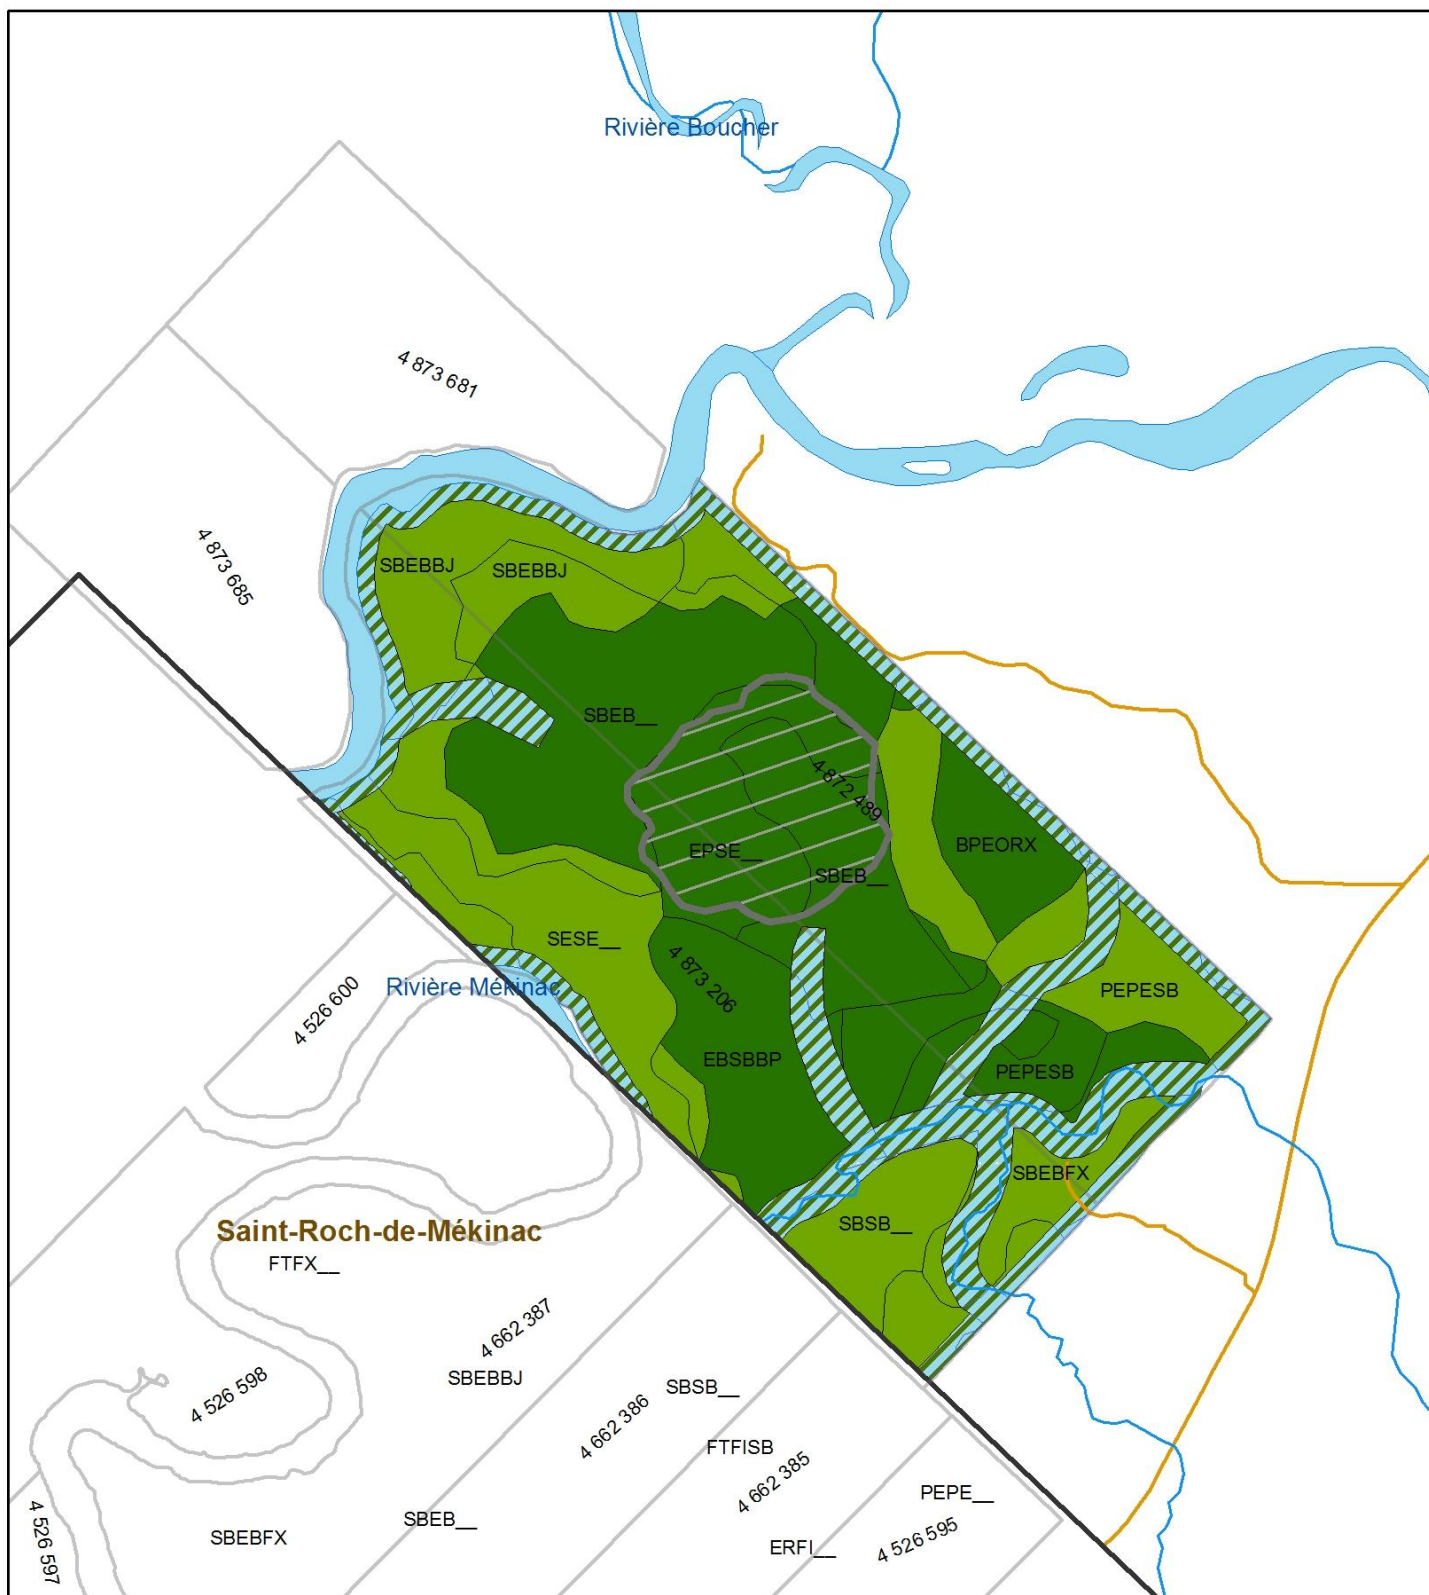 Rivière Boucher
4 873 681
4 873 685
SBEBBJ
SBEBBJ
SBEB__
4 872 489
EPSE__
SBEB__
BPEORX
SESE__
4 873 206
Rivière Mékinac
4 526 600
PEPESB
EBSBBP
PEPESB
SBEBFX
SBSB__
Saint-Roch-de-Mékinac
FTFX__
4 662 387
SBEBBJ
4 526 598
SBSB__
4 662 386
FTFISB
4 662 385
PEPE__
SBEB__
SBEBFX
4 526 597
ERFI__
4 526 595